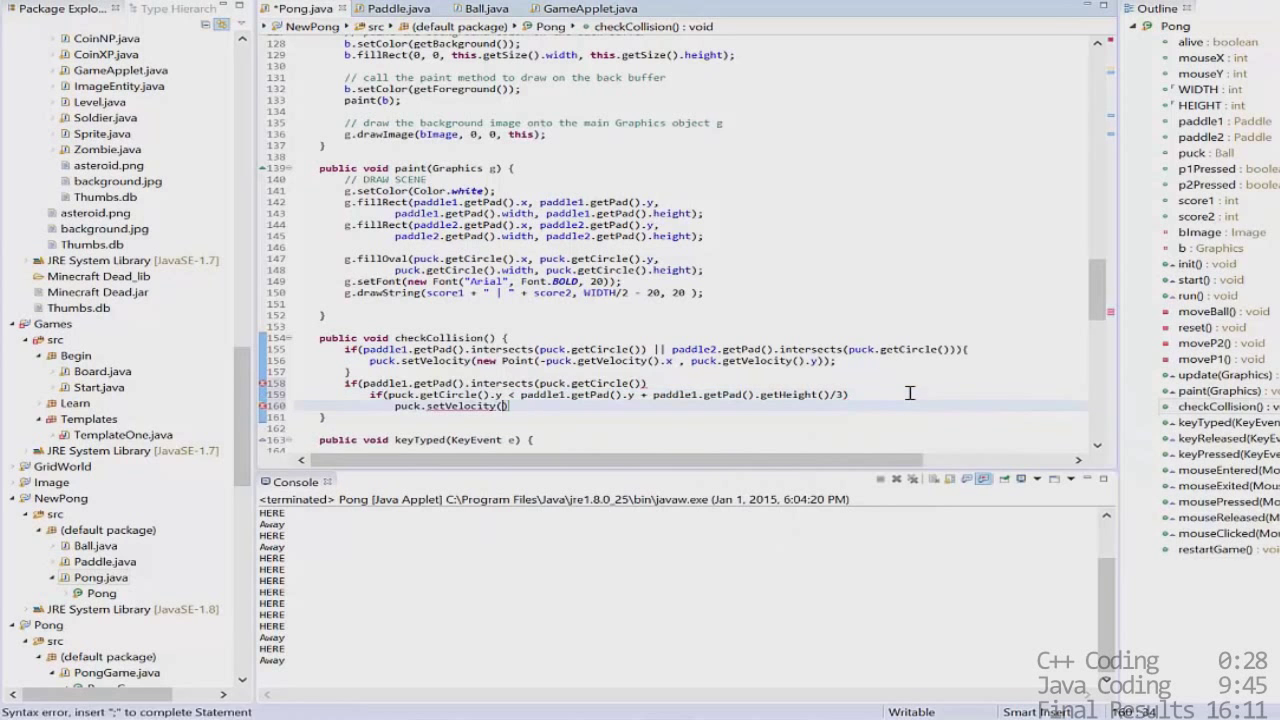 Package Explo...
Type Hierarch
*Pong.java
Paddle.java
Ball.java
GameApplet.java
Outline
NewPong
src
(default package)
Pong
checkCollision() : void
CoinNP.java
CoinXP.java
GameApplet.java
ImageEntity.java
Level.java
Soldier.java
Sprite.java
Zombie.java
asteroid.png
background.jpg
Thumbs.db
asteroid.png
background.jpg
Thumbs.db
JRE System Library [JavaSE-1.7]
Minecraft Dead_lib
Minecraft Dead.jar
Thumbs.db
Games
src
Begin
Board.java
Start.java
Learn
Templates
TemplateOne.java
JRE System Library [JavaSE-1.7]
GridWorld
Image
NewPong
src
(default package)
Ball.java
Paddle.java
Pong.java
Pong
JRE System Library [JavaSE-1.8]
Pong
src
(default package)
PongGame.java
128 b.setColor(getBackground());
129 b.fillRect(0, 0, this.getSize().width, this.getSize().height);
130
131 // call the paint method to draw on the back buffer
132 b.setColor(getForeground());
133 paint(b);
134
135 // draw the background image onto the main Graphics object g
136 g.drawImage(bImage, 0, 0, this);
137 }
138
139 public void paint(Graphics g) {
140 // DRAW SCENE
141 g.setColor(Color.white);
142 g.fillRect(paddle1.getPad().x, paddle1.getPad().y,
143 paddle1.getPad().width, paddle1.getPad().height);
144 g.fillRect(paddle2.getPad().x, paddle2.getPad().y,
145 paddle2.getPad().width, paddle2.getPad().height);
146
147 g.fillOval(puck.getCircle().x, puck.getCircle().y,
148 puck.getCircle().width, puck.getCircle().height);
149 g.setFont(new Font("Arial", Font.BOLD, 20));
150 g.drawString(score1 + " | " + score2, WIDTH/2 - 20, 20 );
151
152 }
153
154 public void checkCollision() {
155 if(paddle1.getPad().intersects(puck.getCircle()) || paddle2.getPad().intersects(puck.getCircle())){
156 puck.setVelocity(new Point(-puck.getVelocity().x , puck.getVelocity().y));
157 }
158 if(paddle1.getPad().intersects(puck.getCircle())
159 if(puck.getCircle().y < paddle1.getPad().y + paddle1.getPad().getHeight()/3)
160 puck.setVelocity()
161 }
162
163 public void keyTyped(KeyEvent e) {
164
Pong
alive : boolean
mouseX : int
mouseY : int
WIDTH : int
HEIGHT : int
paddle1 : Paddle
paddle2 : Paddle
puck : Ball
p1Pressed : boolean
p2Pressed : boolean
score1 : int
score2 : int
bImage : Image
b : Graphics
init() : void
start() : void
run() : void
moveBall() : void
reset() : void
moveP2() : void
moveP1() : void
update(Graphics)
paint(Graphics) : vo
checkCollision() : vo
keyTyped(KeyEven
keyReleased(KeyE
keyPressed(KeyEve
mouseEntered(Mo
mouseExited(Mou
mousePressed(Mo
mouseReleased(M
mouseClicked(Mo
restartGame() : vo
Console
<terminated> Pong [Java Applet] C:\Program Files\Java\jre1.8.0_25\bin\javaw.exe (Jan 1, 2015, 6:04:20 PM)
HERE
Away
HERE
Away
HERE
HERE
HERE
HERE
HERE
HERE
HERE
Away
HERE
Away
C++ Coding 0:28
Java Coding 9:45
Final Results 16:11
Syntax error, insert ";" to complete Statement
Writable
Smart Insert